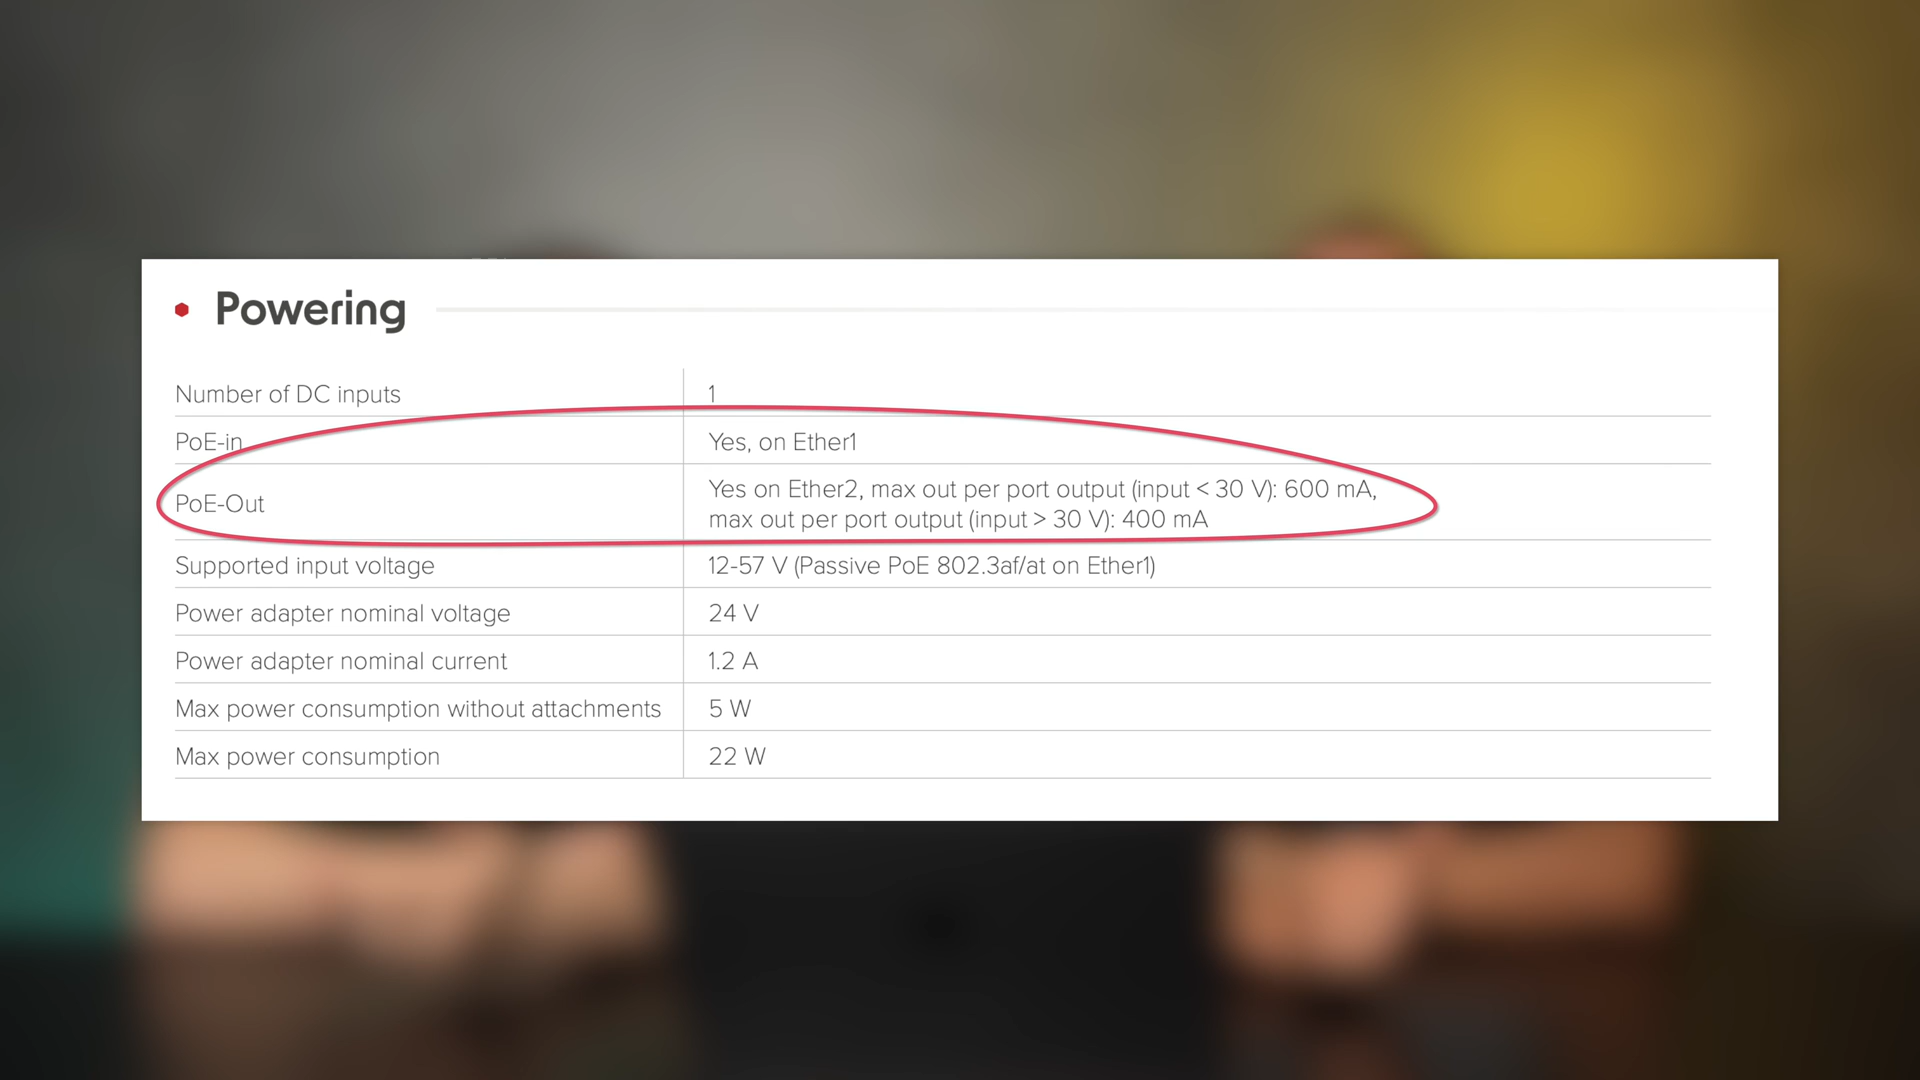 Powering
Number of DC inputs 1
PoE-in Yes, on Ether1
PoE-Out Yes on Ether2, max out per port output (input < 30 V): 600 mA,
max out per port output (input > 30 V): 400 mA
Supported input voltage 12-57 V (Passive PoE 802.3af/at on Ether1)
Power adapter nominal voltage 24 V
Power adapter nominal current 1.2 A
Max power consumption without attachments 5 W
Max power consumption 22 W